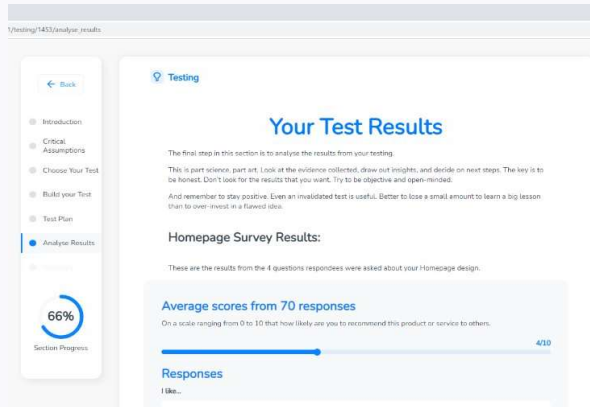 1/testing/1453/analyse_results
← Back
Introduction
Critical
Assumptions
Choose Your Test
Build your Test
Test Plan
Analyse Results
66%
Section Progress
Testing
Your Test Results
The final step in this section is to analyse the results from your testing.
This is part science, part art. Look at the evidence collected, draw out insights, and decide on next steps. The key is to
be honest. Don't look for the results that you want. Try to be objective and open-minded.
And remember to stay positive. Even an invalidated test is useful. Better to lose a small amount to learn a big lesson
than to over-invest in a flawed idea.
Homepage Survey Results:
These are the results from the 4 questions respondees were asked about your Homepage design.
Average scores from 70 responses
On a scale ranging from 0 to 10 that how likely are you to recommend this product or service to others.
4/10
Responses
I like...